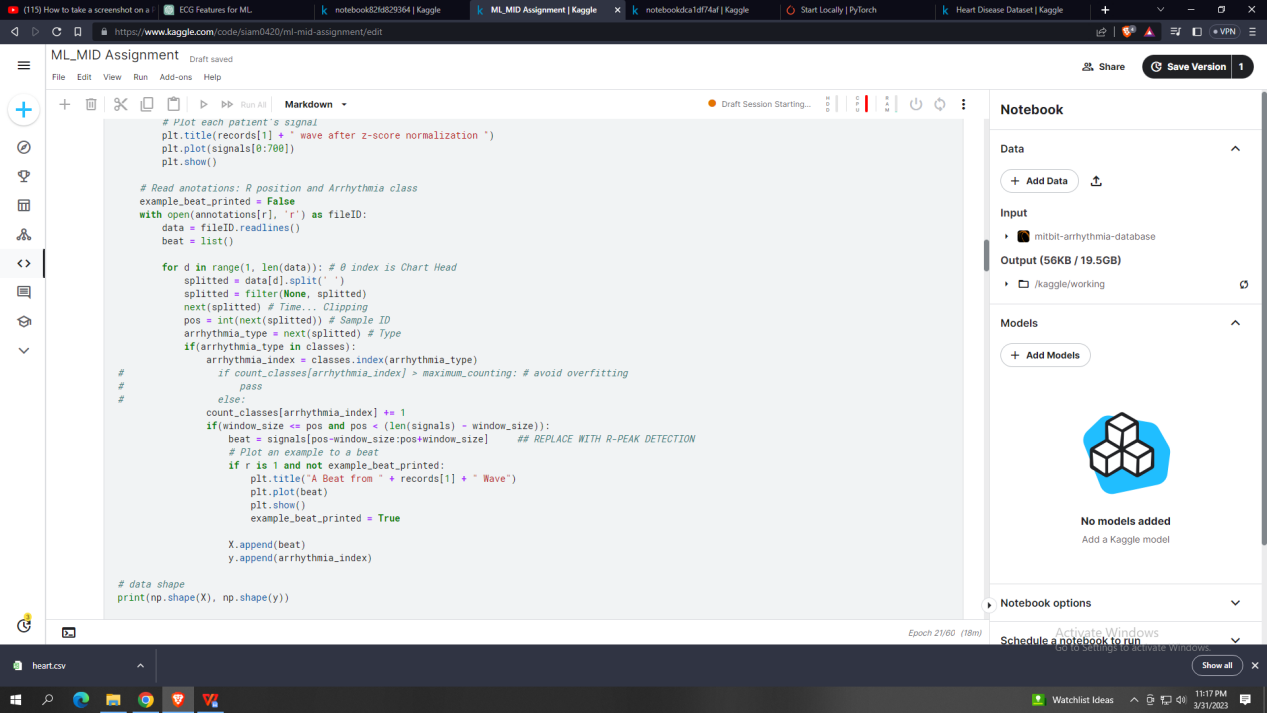 (115) How to take a screenshot on a
ECG Features for ML.
notebook82fd829364 | Kaggle
ML_MID Assignment | Kaggle
notebookdca1df74af | Kaggle
Start Locally | PyTorch
Heart Disease Dataset | Kaggle
https://www.kaggle.com/code/siam0420/ml-mid-assignment/edit
VPN
ML_MID Assignment Draft saved
File Edit View Run Add-ons Help
Share
Save Version 1
Run All
Markdown
Draft Session Starting...
HDD
CPU
RAM
# Plot each patient's signal
plt.title(records[1] + " wave after z-score normalization ")
plt.plot(signals[0:700])
plt.show()
# Read anotations: R position and Arrhythmia class
example_beat_printed = False
with open(annotations[r], 'r') as fileID:
data = fileID.readlines()
beat = list()
for d in range(1, len(data)): # 0 index is Chart Head
splitted = data[d].split(' ')
splitted = filter(None, splitted)
next(splitted) # Time... Clipping
pos = int(next(splitted)) # Sample ID
arrhythmia_type = next(splitted) # Type
if(arrhythmia_type in classes):
arrhythmia_index = classes.index(arrhythmia_type)
# if count_classes[arrhythmia_index] > maximum_counting: # avoid overfitting
# pass
# else:
count_classes[arrhythmia_index] += 1
if(window_size <= pos and pos < (len(signals) - window_size)):
beat = signals[pos-window_size:pos+window_size] ## REPLACE WITH R-PEAK DETECTION
# Plot an example to a beat
if r is 1 and not example_beat_printed:
plt.title("A Beat from " + records[1] + " Wave")
plt.plot(beat)
plt.show()
example_beat_printed = True
X.append(beat)
y.append(arrhythmia_index)
# data shape
print(np.shape(X), np.shape(y))
Epoch 21/60 (18m)
Notebook
Data
+ Add Data
Input
mitbit-arrhythmia-database
Output (56KB / 19.5GB)
/kaggle/working
Models
+ Add Models
No models added
Add a Kaggle model
Notebook options
Schedule a notebook to run
Activate Windows
Go to Settings to activate Windows.
heart.csv
Show all
Watchlist Ideas
11:17 PM
3/31/2023